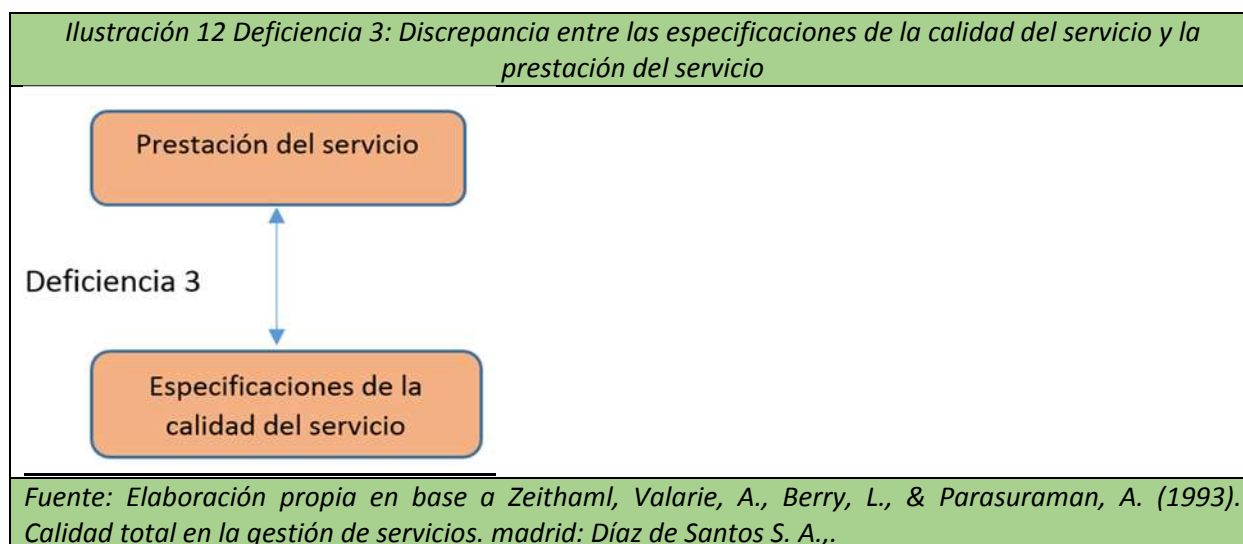 Ilustración 12 Deficiencia 3: Discrepancia entre las especificaciones de la calidad del servicio y la
prestación del servicio
Prestación del servicio
Deficiencia 3
Especificaciones de la
calidad del servicio
Fuente: Elaboración propia en base a Zeithaml, Valarie, A., Berry, L., & Parasuraman, A. (1993).
Calidad total en la gestión de servicios. madrid: Díaz de Santos S. A.,.